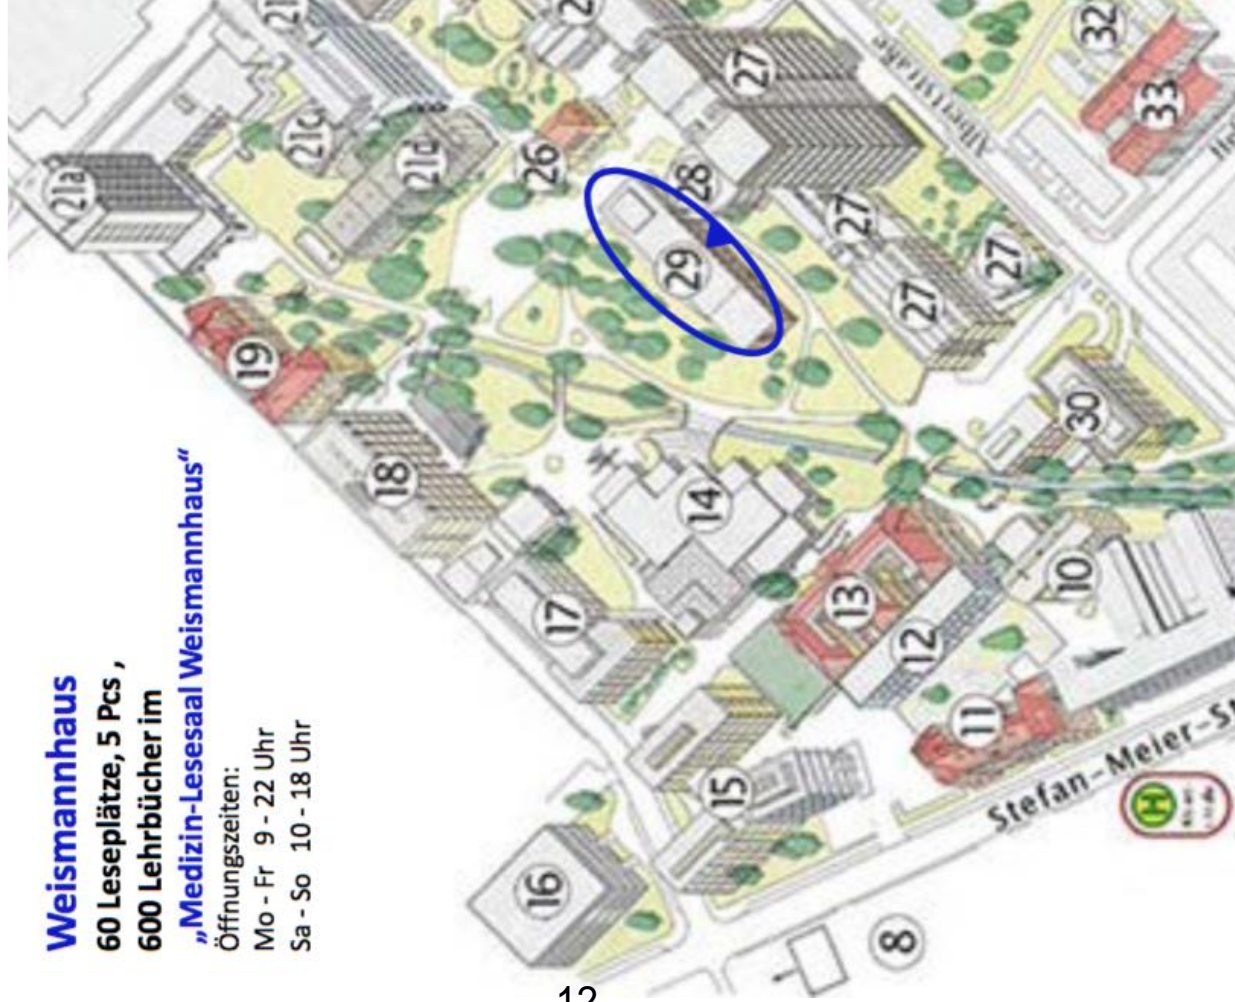 Weismannhaus
60 Leseplätze, 5 Pcs ,
600 Lehrbücher im
„Medizin-Lesesaal Weismannhaus“
Öffnungszeiten:
Mo - Fr 9 - 22 Uhr
Sa - So 10 - 18 Uhr
21a
21c
21d
26
27
28
29
27
27
27
Albertstraße
32
33
19
18
17
14
13
12
11
10
30
15
16
8
Stefan-Meier-St
H
12